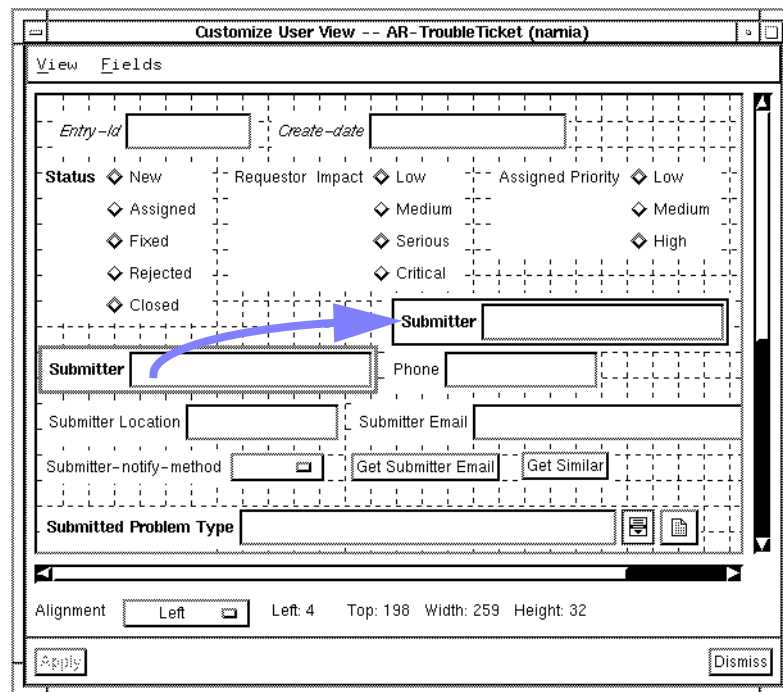 Customize User View -- AR-TroubleTicket (narnia)
View Fields
Entry-Id Create-date
Status New Requestor Impact Low Assigned Priority Low
Assigned Medium Medium
Fixed Serious High
Rejected Critical
Closed
Submitter
Submitter Phone
Submitter Location Submitter Email
Submitter-notify-method Get Submitter Email Get Similar
Submitted Problem Type
Alignment Left Left: 4 Top: 198 Width: 259 Height: 32
Apply Dismiss